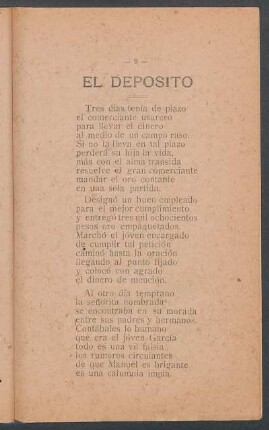 — 9 —
EL DEPOSITO
Tres días tenía de plazo
el comerciante usurero
para llevar el dinero
al medio de un campo raso.
Si no la lleva en tal plazo
perderá su hija la vida,
más con el alma transida
resuelve el gran comerciante
mandar el oro contante
en una sola partida.
Designó un buen empleado
para el mejor cumplimiento
y entregó tres mil ochocientos
pesos oro empaquetados.
Marchó el jóven encargado
de cumplir tal petición
caminó hasta la oración
llegando al punto fijado
y colocó con agrado
el dinero de mención.
Al otro día temprano
la señorita nombrada
se encontraba en su morada
entre sus padres y hermanos.
Contábales lo humano
que era el jóven García
todo es una vil falsía
los rumores circulantes
de que Manuel es brigante
es una calumnia impía.